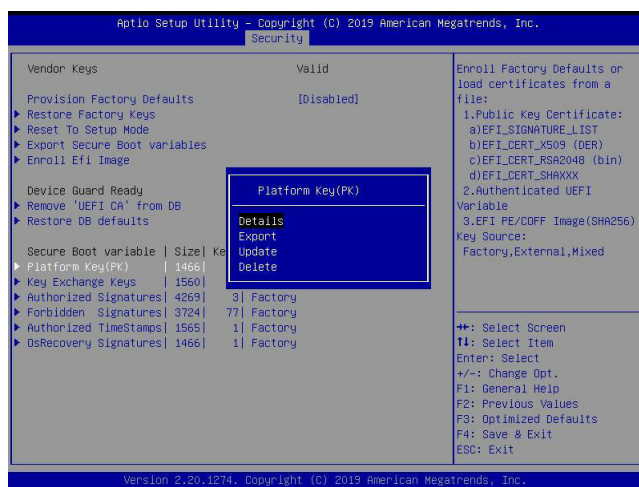 Aptio Setup Utility – Copyright (C) 2019 American Megatrends, Inc.
Security
Vendor Keys Valid
Provision Factory Defaults [Disabled]
Restore Factory Keys
Reset To Setup Mode
Export Secure Boot variables
Enroll Efi Image
Device Guard Ready
Remove 'UEFI CA' from DB
Restore DB defaults
Secure Boot variable | Size| Ke
Platform Key(PK) | 1466|
Key Exchange Keys | 1560|
Authorized Signatures| 4269| 3| Factory
Forbidden Signatures| 3724| 77| Factory
Authorized TimeStamps| 1565| 1| Factory
OsRecovery Signatures| 1466| 1| Factory
Platform Key(PK)
Details
Export
Update
Delete
Enroll Factory Defaults or
load certificates from a
file:
1.Public Key Certificate:
a)EFI_SIGNATURE_LIST
b)EFI_CERT_X509 (DER)
c)EFI_CERT_RSA2048 (bin)
d)EFI_CERT_SHAXXX
2.Authenticated UEFI
Variable
3.EFI PE/COFF Image(SHA256)
Key Source:
Factory,External,Mixed
→←: Select Screen
↑↓: Select Item
Enter: Select
+/-: Change Opt.
F1: General Help
F2: Previous Values
F3: Optimized Defaults
F4: Save & Exit
ESC: Exit
Version 2.20.1274. Copyright (C) 2019 American Megatrends, Inc.